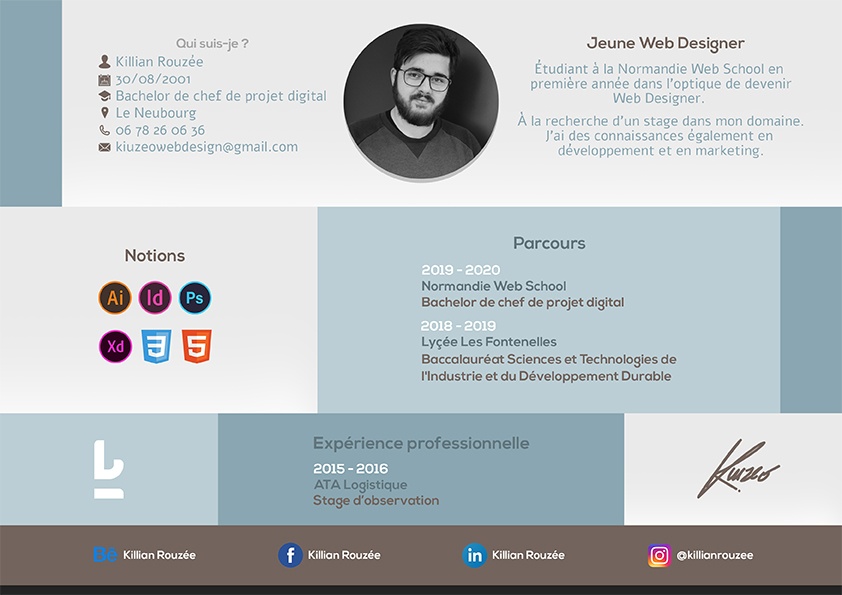 Qui suis-je ?
Killian Rouzée
30/08/2001
Bachelor de chef de projet digital
Le Neubourg
06 78 26 06 36
kiuzeowebdesign@gmail.com
Jeune Web Designer
Étudiant à la Normandie Web School en
première année dans l'optique de devenir
Web Designer.
À la recherche d'un stage dans mon domaine.
J'ai des connaissances également en
développement et en marketing.
Notions
Ai Id Ps
Xd 3 5
Parcours
2019 - 2020
Normandie Web School
Bachelor de chef de projet digital
2018 - 2019
Lyçée Les Fontenelles
Baccalauréat Sciences et Technologies de
l'Industrie et du Développement Durable
Expérience professionnelle
2015 - 2016
ATA Logistique
Stage d'observation
Kiuzeo
Bē Killian Rouzée
f Killian Rouzée
in Killian Rouzée
@killianrouzee